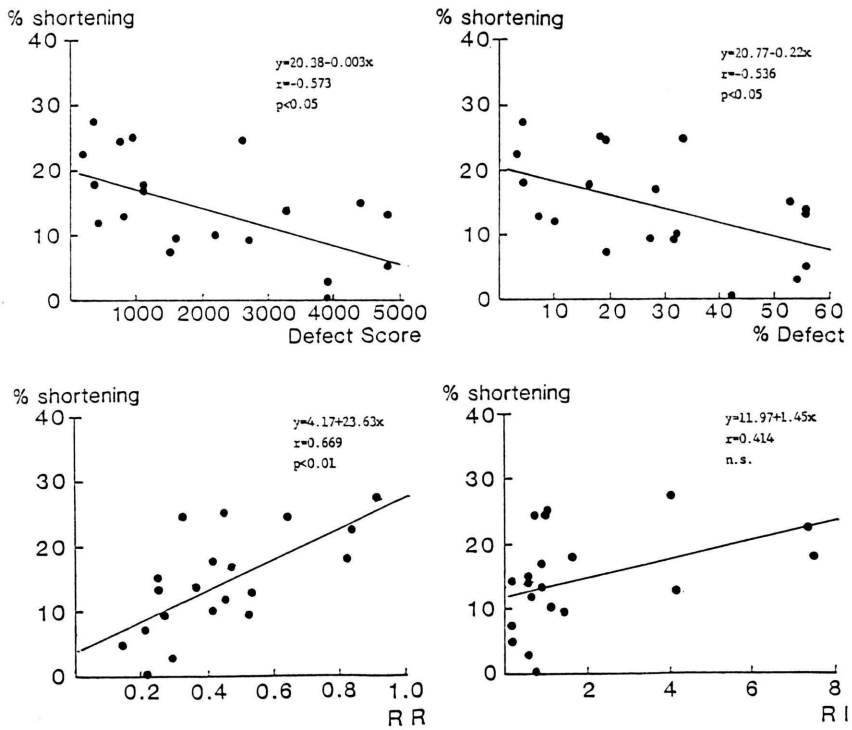 % shortening
40
30
20
10
0
y=20.38-0.003x
r=-0.573
p<0.05
1000 2000 3000 4000 5000
Defect Score
% shortening
40
30
20
10
0
y=20.77-0.22x
r=-0.536
p<0.05
10 20 30 40 50 60
% Defect
% shortening
40
30
20
10
0
y=4.17+23.63x
r=0.669
p<0.01
0.2 0.4 0.6 0.8 1.0
R R
% shortening
40
30
20
10
0
y=11.97+1.45x
r=0.414
n.s.
2 4 6 8
R I